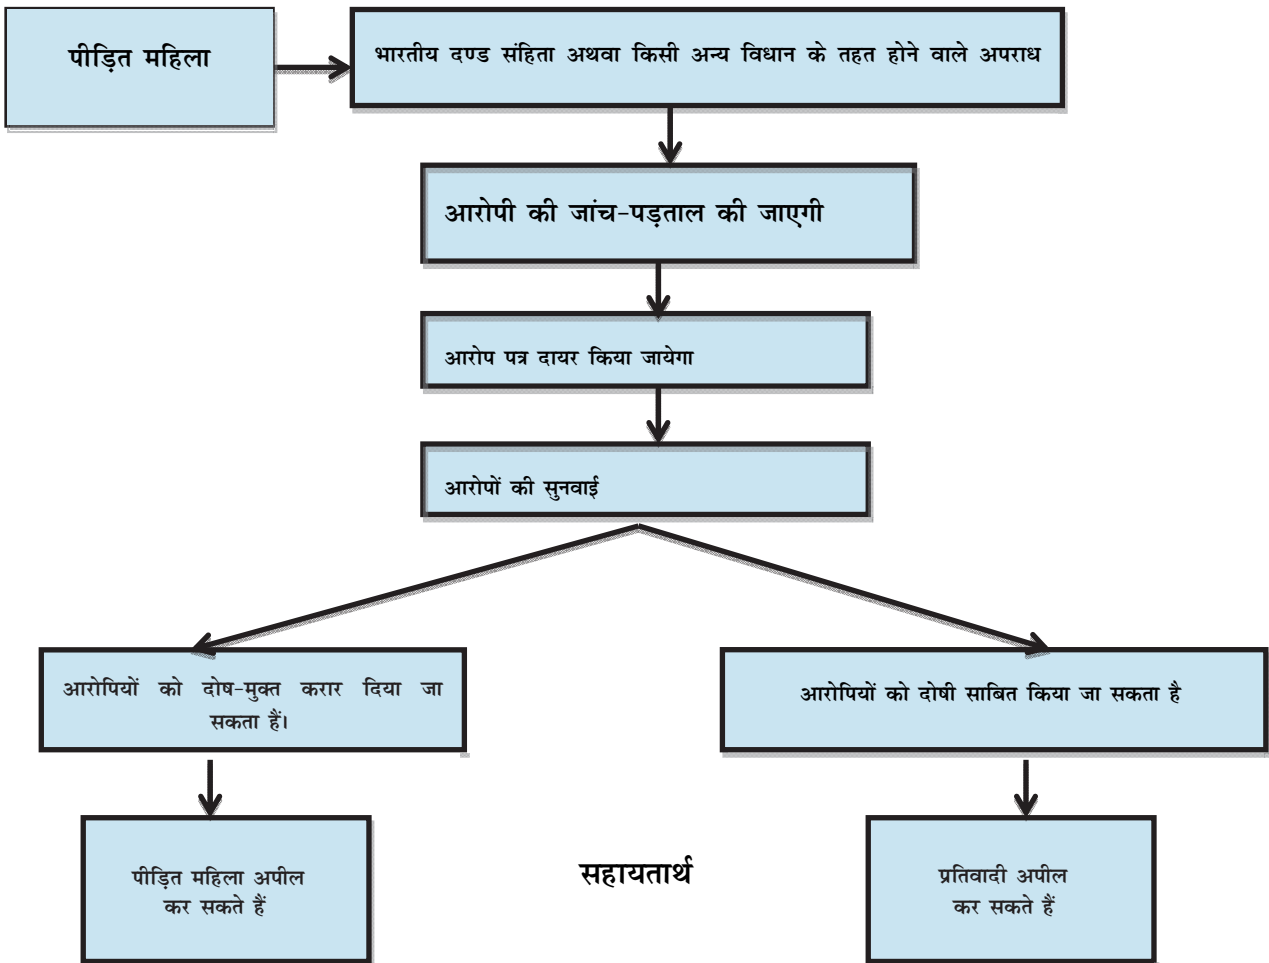 पीड़ित महिला
भारतीय दण्ड संहिता अथवा किसी अन्य विधान के तहत होने वाले अपराध
आरोपी की जांच-पड़ताल की जाएगी
आरोप पत्र दायर किया जायेगा
आरोपों की सुनवाई
आरोपियों को दोष-मुक्त करार दिया जा
सकता हैं।
आरोपियों को दोषी साबित किया जा सकता है
पीड़ित महिला अपील
कर सकते हैं
सहायतार्थ
प्रतिवादी अपील
कर सकते हैं